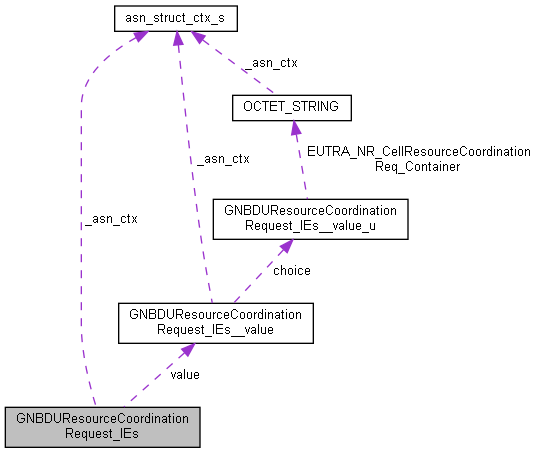 asn_struct_ctx_s
_asn_ctx
OCTET_STRING
EUTRA_NR_CellResourceCoordination
Req_Container
_asn_ctx
GNBDUResourceCoordination
Request_IEs__value_u
_asn_ctx
choice
GNBDUResourceCoordination
Request_IEs__value
value
GNBDUResourceCoordination
Request_IEs